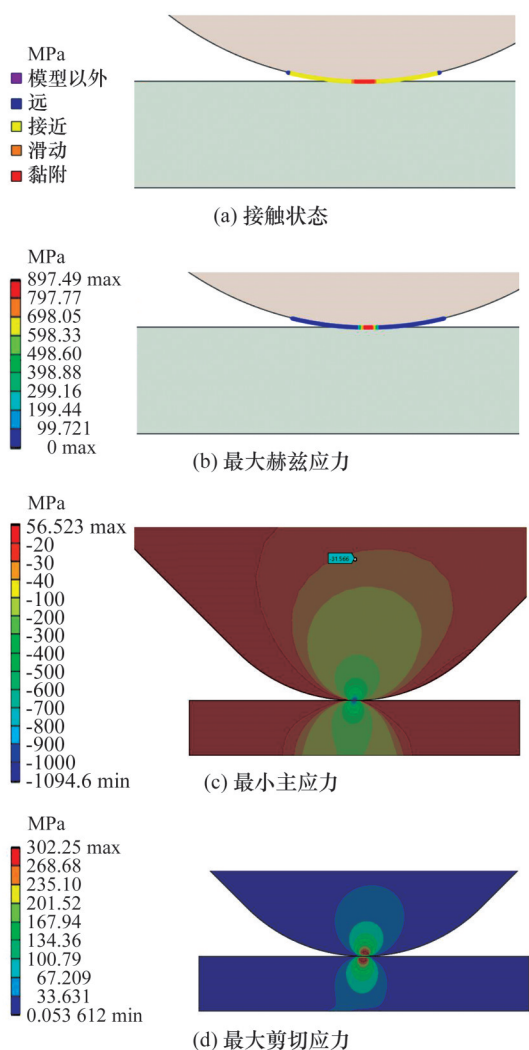 MPa
模型以外
远
接近
滑动
黏附
(a) 接触状态
MPa
897.49 max
797.77
698.05
598.33
498.60
398.88
299.16
199.44
99.721
0 max
(b) 最大赫兹应力
MPa
56.523 max
-20
-30
-40
-100
-200
-300
-400
-500
-600
-700
-800
-900
-1000
-1094.6 min
(c) 最小主应力
MPa
302.25 max
268.68
235.10
201.52
167.94
134.36
100.79
67.209
33.631
0.053 612 min
(d) 最大剪切应力